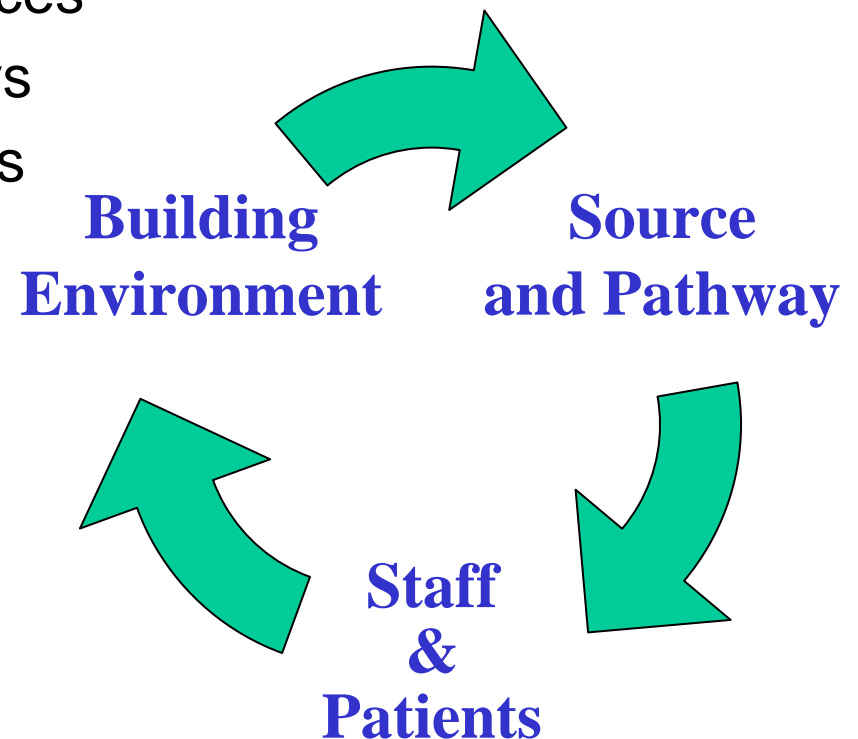 Building
Environment
Source
and Pathway
Staff
&
Patients